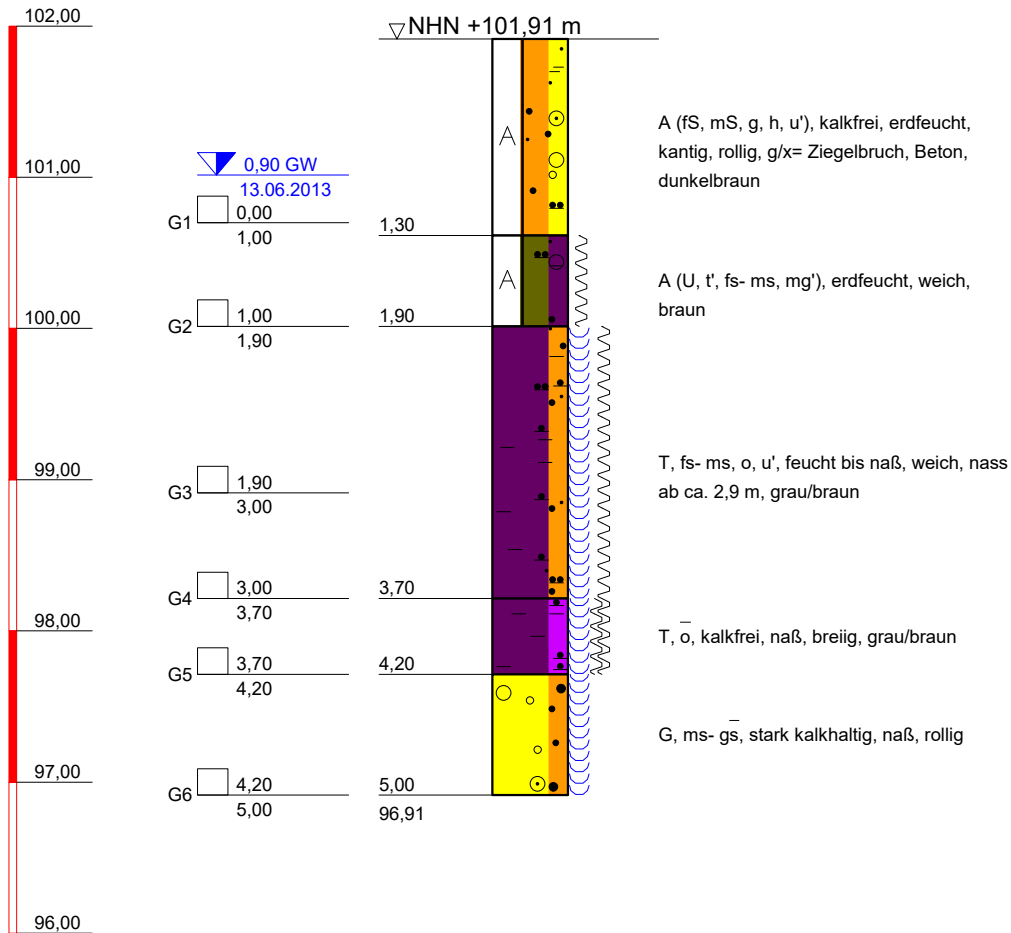 102,00
NHN +101,91 m
A (fS, mS, g, h, u'), kalkfrei, erdfeucht,
kantig, rollig, g/x= Ziegelbruch, Beton,
dunkelbraun
A
0,90 GW
13.06.2013
101,00
G1 0,00
1,00
1,30
A (U, t', fs- ms, mg'), erdfeucht, weich,
braun
A
100,00
G2 1,00
1,90
1,90
T, fs- ms, o, u', feucht bis naß, weich, nass
ab ca. 2,9 m, grau/braun
99,00
G3 1,90
3,00
G4 3,00
3,70
3,70
98,00
T, o̅, kalkfrei, naß, breiig, grau/braun
G5 3,70
4,20
4,20
G, ms- gs̅, stark kalkhaltig, naß, rollig
97,00
G6 4,20
5,00
5,00
96,91
96,00